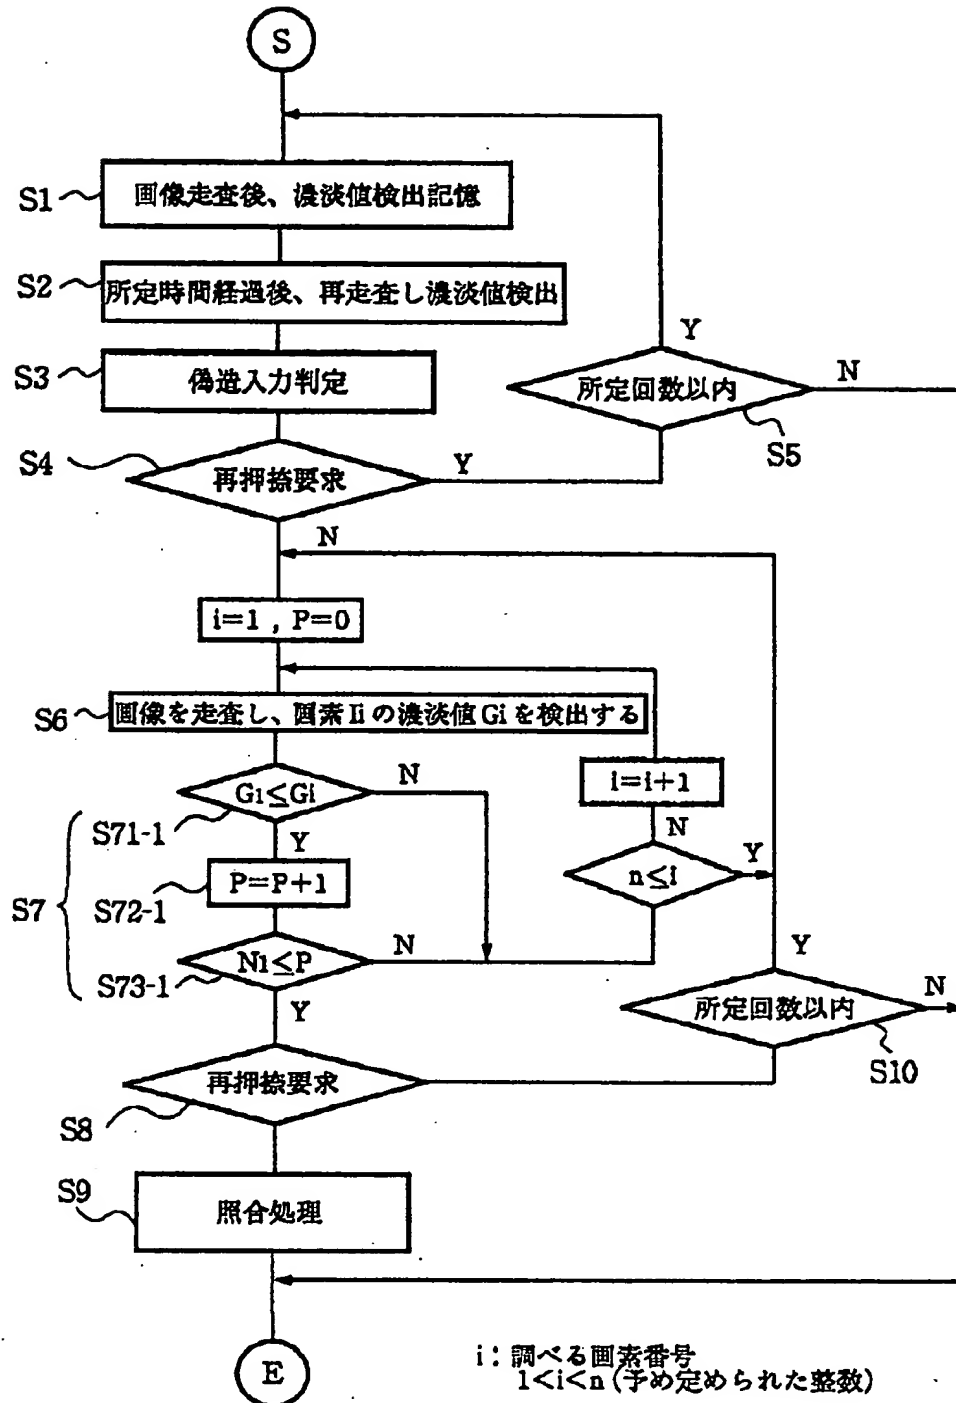 S
S1
画像走査後、濃淡値検出記憶
S2
所定時間経過後、再走査し濃淡値検出
S3
偽造入力判定
Y
所定回数以内
N
S5
S4
再押捺要求
Y
N
i=1 , P=0
S6
画像を走査し、画素Iiの濃淡値Giを検出する
G1≤Gi
N
i=i+1
S71-1
Y
N
n≤i
Y
S7
S72-1
P=P+1
N1≤P
N
S73-1
Y
Y
所定回数以内
N
S10
再押捺要求
S8
S9
照合処理
E
i:調べる画素番号
1<i<n(予め定められた整数)